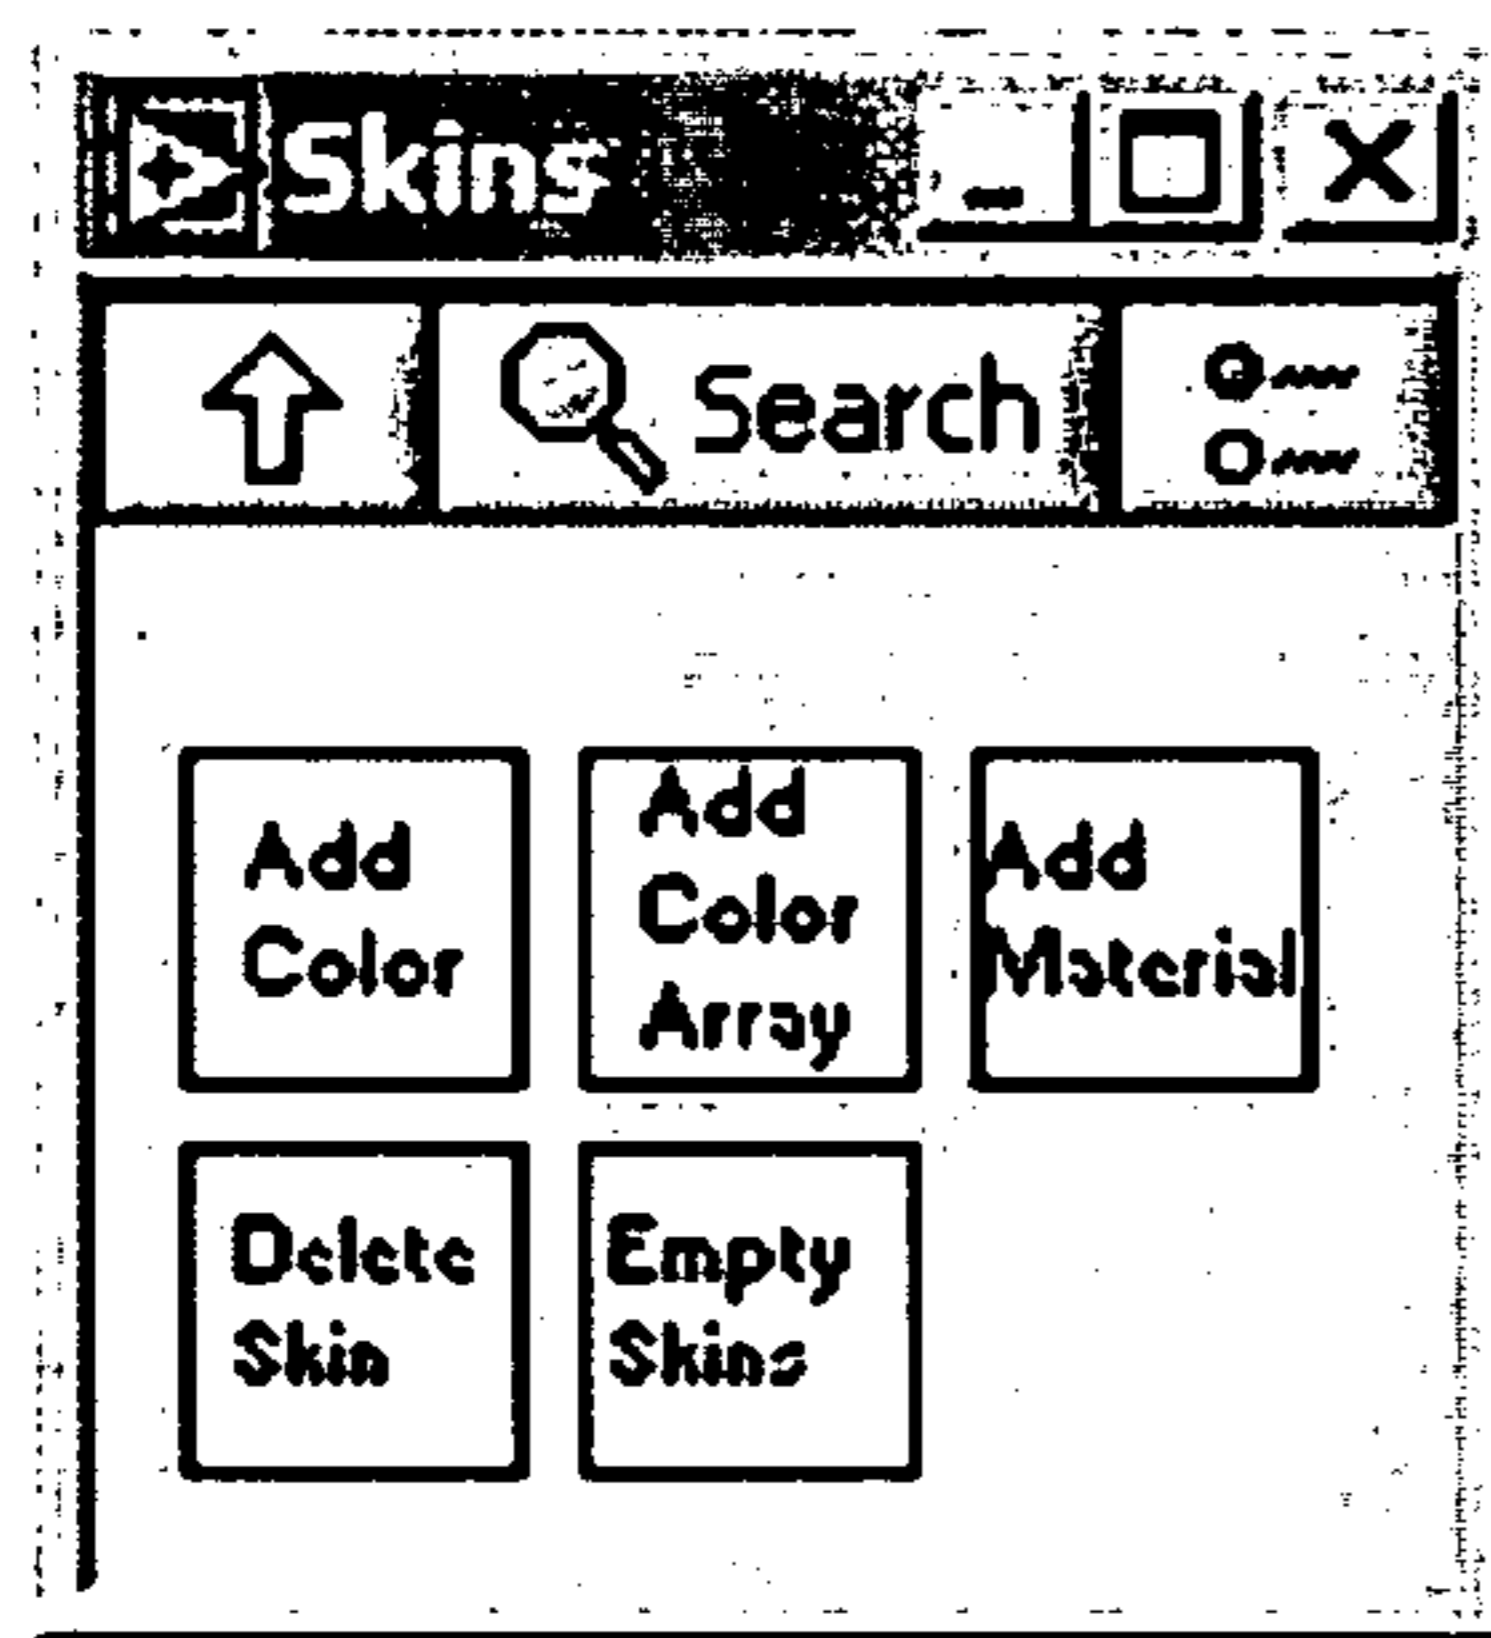 Skins
Search
Add
Color
Add
Color
Array
Add
Material
Delete
Skin
Empty
Skins